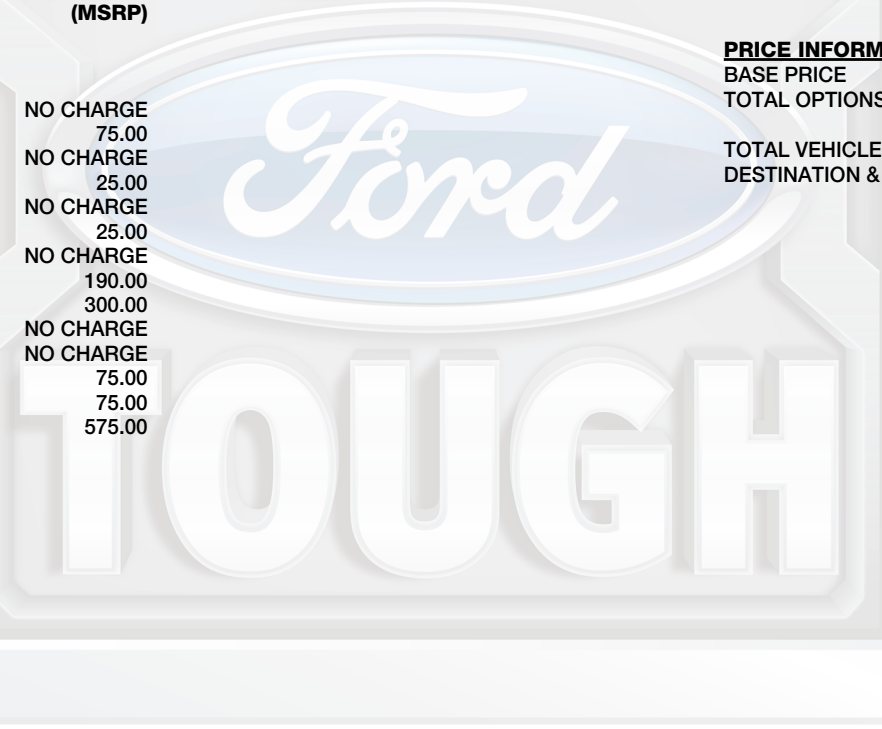 (MSRP)
NO CHARGE
75.00
NO CHARGE
25.00
NO CHARGE
25.00
NO CHARGE
190.00
300.00
NO CHARGE
NO CHARGE
75.00
75.00
575.00
PRICE INFORM
BASE PRICE
TOTAL OPTIONS
TOTAL VEHICLE
DESTINATION &
Ford
TOUGH